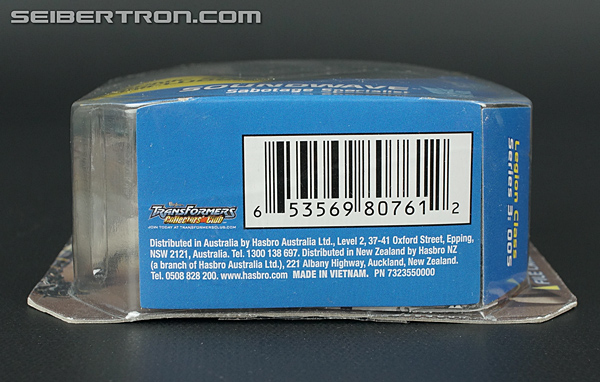 SEIBERTRON.COM
SOUNDWAVE
Sabotage Specialist
Legion Class
Series 3: 005
6 53569 80761 2
TRANSFORMERS
Collectors' Club
JOIN TODAY AT TRANSFORMERSCLUB.COM
Distributed in Australia by Hasbro Australia Ltd., Level 2, 37-41 Oxford Street, Epping,
NSW 2121, Australia. Tel. 1300 138 697. Distributed in New Zealand by Hasbro NZ
(a branch of Hasbro Australia Ltd.), 221 Albany Highway, Auckland, New Zealand.
Tel. 0508 828 200. www.hasbro.com MADE IN VIETNAM. PN 7323550000